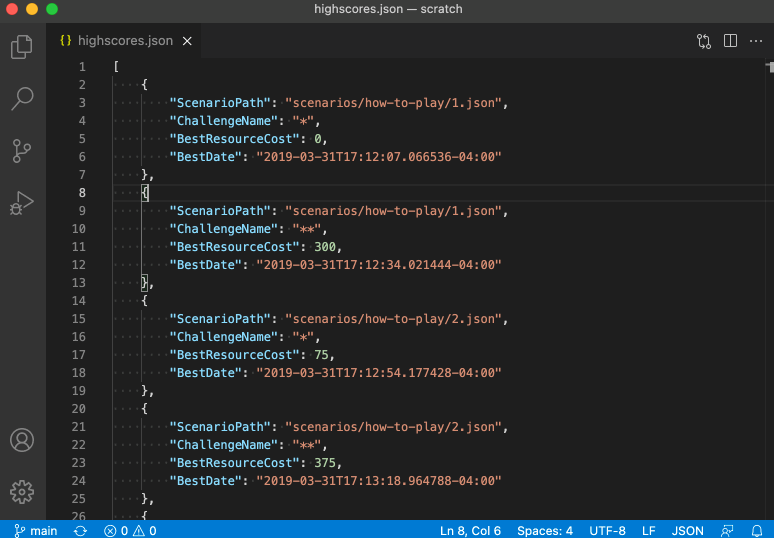 highscores.json — scratch
{} highscores.json ×
1 [
2 {
3 "ScenarioPath": "scenarios/how-to-play/1.json",
4 "ChallengeName": "*",
5 "BestResourceCost": 0,
6 "BestDate": "2019-03-31T17:12:07.066536-04:00"
7 },
8 {
9 "ScenarioPath": "scenarios/how-to-play/1.json",
10 "ChallengeName": "**",
11 "BestResourceCost": 300,
12 "BestDate": "2019-03-31T17:12:34.021444-04:00"
13 },
14 {
15 "ScenarioPath": "scenarios/how-to-play/2.json",
16 "ChallengeName": "*",
17 "BestResourceCost": 75,
18 "BestDate": "2019-03-31T17:12:54.177428-04:00"
19 },
20 {
21 "ScenarioPath": "scenarios/how-to-play/2.json",
22 "ChallengeName": "**",
23 "BestResourceCost": 375,
24 "BestDate": "2019-03-31T17:13:18.964788-04:00"
25 },
26 {
main 0 0 Ln 8, Col 6 Spaces: 4 UTF-8 LF JSON